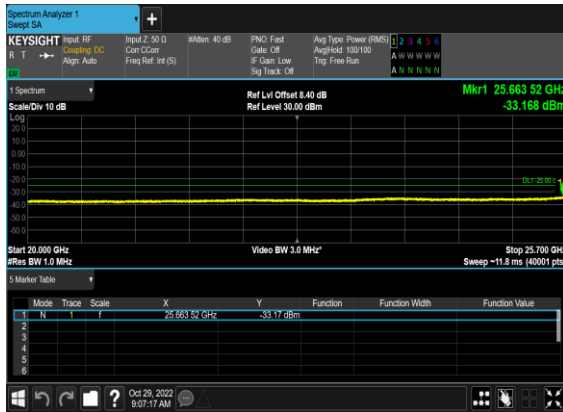 Spectrum Analyzer 1
Swept SA
KEYSIGHT Input: RF Input Z: 50 Ω #Atten: 40 dB PNO: Fast Avg Type: Power (RMS) 1 2 3 4 5 6
R T Coupling: DC Corr CCorr Gate: Off Avg|Hold: 100/100 A W W W W W
Align: Auto Freq Ref: Int (S) IF Gain: Low Trig: Free Run
Sig Track: Off A N N N N N
1 Spectrum
Ref Lvl Offset 8.40 dB Mkr1 25.663 52 GHz
Scale/Div 10 dB Ref Level 30.00 dBm -33.168 dBm
Log
20.0
10.0
0.00
-10.0
-20.0
DL1 -25.00
-30.0
-40.0
-50.0
-60.0
Start 20.000 GHz Video BW 3.0 MHz* Stop 25.700 GHz
#Res BW 1.0 MHz Sweep ~11.8 ms (40001 pts
5 Marker Table
Mode Trace Scale X Y Function Function Width Function Value
1 N 1 f 25.663 52 GHz -33.17 dBm
2
3
4
5
6
? Oct 29, 2022
9:07:17 AM